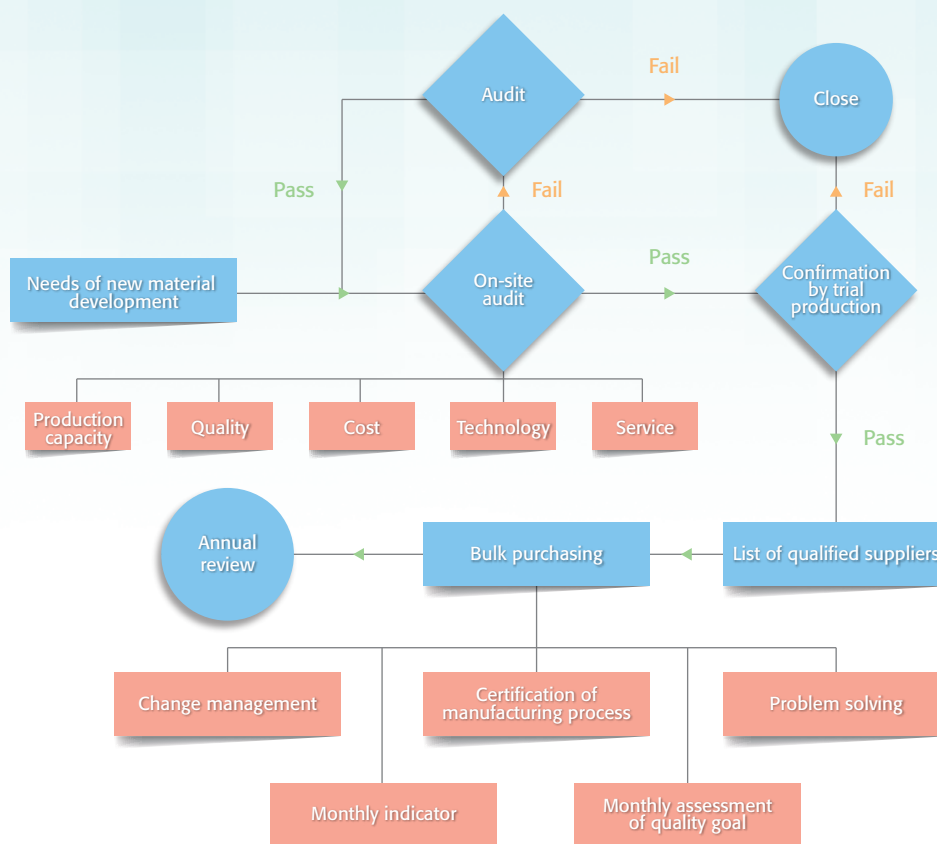 Audit
Fail
Close
Pass
Fail
Fail
Needs of new material
development
On-site
audit
Pass
Confirmation
by trial
production
Production
capacity
Quality
Cost
Technology
Service
Pass
Annual
review
Bulk purchasing
List of qualified suppliers
Change management
Certification of
manufacturing process
Problem solving
Monthly indicator
Monthly assessment
of quality goal